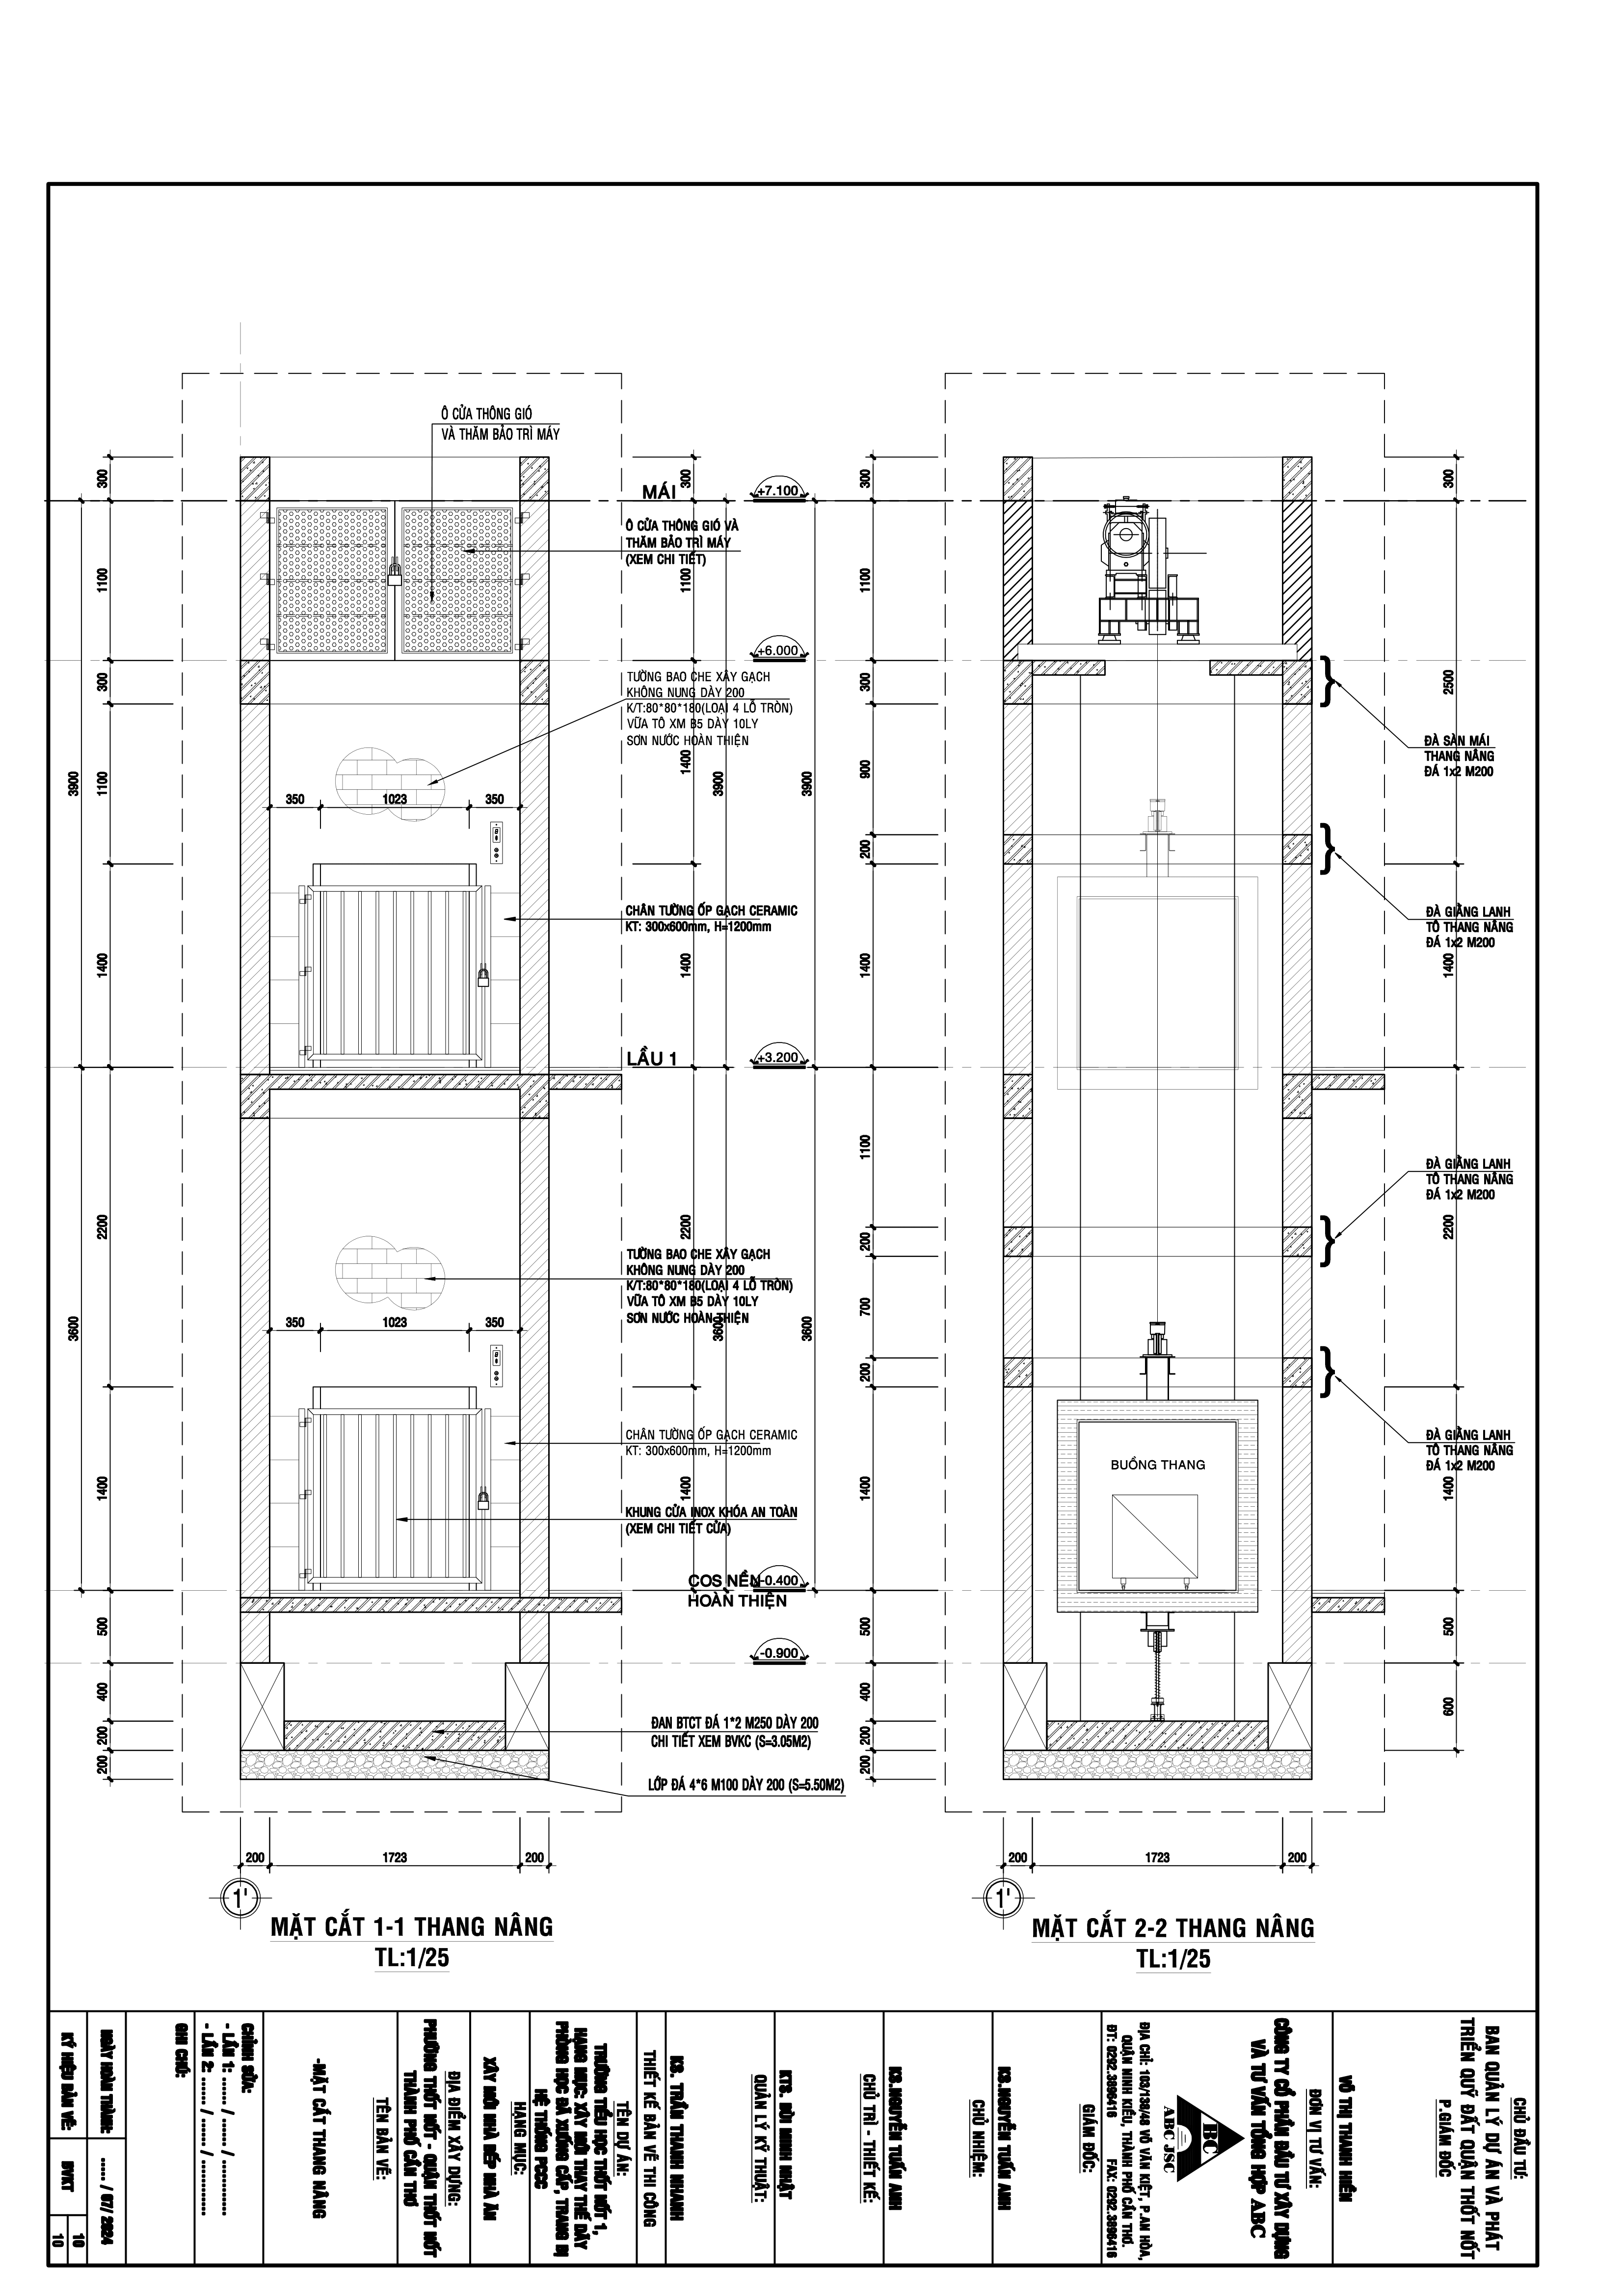 Ô CỬA THÔNG GIÓ
VÀ THĂM BẢO TRÌ MÁY
300
1100
300
1100
1400
2200
1400
500
400
200
200
3900
3600
350
1023
350
350
1023
350
200
1723
200
1'
MẶT CẮT 1-1 THANG NÂNG
TL:1/25
MÁI
Ô CỬA THÔNG GIÓ VÀ
THĂM BẢO TRÌ MÁY
(XEM CHI TIẾT)
TƯỜNG BAO CHE XÂY GẠCH
KHÔNG NUNG DÀY 200
K/T:80*80*180(LOẠI 4 LỖ TRÒN)
VỮA TÔ XM B5 DÀY 10LY
SƠN NƯỚC HOÀN THIỆN
CHÂN TƯỜNG ỐP GẠCH CERAMIC
KT: 300x600mm, H=1200mm
LẦU 1
TƯỜNG BAO CHE XÂY GẠCH
KHÔNG NUNG DÀY 200
K/T:80*80*180(LOẠI 4 LỖ TRÒN)
VỮA TÔ XM B5 DÀY 10LY
SƠN NƯỚC HOÀN THIỆN
CHÂN TƯỜNG ỐP GẠCH CERAMIC
KT: 300x600mm, H=1200mm
KHUNG CỬA INOX KHÓA AN TOÀN
(XEM CHI TIẾT CỬA)
COS NỀN
HOÀN THIỆN
ĐAN BTCT ĐÁ 1*2 M250 DÀY 200
CHI TIẾT XEM BVKC (S=3.05M2)
LỚP ĐÁ 4*6 M100 DÀY 200 (S=5.50M2)
300
1100
1400
1400
2200
1400
3900
3600
+7.100
+6.000
+3.200
-0.400
-0.900
3900
3600
300
1100
300
900
200
1400
1100
200
700
200
1400
500
400
200
200
BUỒNG THANG
300
2500
1400
2200
1400
500
600
ĐÀ SÀN MÁI
THANG NÂNG
ĐÁ 1x2 M200
ĐÀ GIẰNG LANH
TÔ THANG NÂNG
ĐÁ 1x2 M200
ĐÀ GIẰNG LANH
TÔ THANG NÂNG
ĐÁ 1x2 M200
ĐÀ GIẰNG LANH
TÔ THANG NÂNG
ĐÁ 1x2 M200
200
1723
200
1'
MẶT CẮT 2-2 THANG NÂNG
TL:1/25
CHỦ ĐẦU TƯ:
BAN QUẢN LÝ DỰ ÁN VÀ PHÁT
TRIỂN QUỸ ĐẤT QUẬN THỐT NỐT
P.GIÁM ĐỐC
VÕ THỊ THANH HIỀN
ĐƠN VỊ TƯ VẤN:
CÔNG TY CỔ PHẦN ĐẦU TƯ XÂY DỰNG
VÀ TƯ VẤN TỔNG HỢP ABC
BC
ABC JSC
ĐỊA CHỈ: 103/138/48 VÕ VĂN KIỆT, P.AN HÒA,
QUẬN NINH KIỀU, THÀNH PHỐ CẦN THƠ.
ĐT: 0292.3896416 FAX: 0292.3896416
GIÁM ĐỐC:
KS.NGUYỄN TUẤN ANH
CHỦ NHIỆM:
KS.NGUYỄN TUẤN ANH
CHỦ TRÌ - THIẾT KẾ:
KTS. BÙI MINH NHẬT
QUẢN LÝ KỸ THUẬT:
KS. TRẦN THANH NHANH
THIẾT KẾ BẢN VẼ THI CÔNG
TÊN DỰ ÁN:
TRƯỜNG TIỂU HỌC THỐT NỐT 1,
HẠNG MỤC: XÂY MỚI THAY THẾ DÃY
PHÒNG HỌC ĐÃ XUỐNG CẤP, TRANG BỊ
HỆ THỐNG PCCC
HẠNG MỤC:
XÂY MỚI NHÀ BẾP NHÀ ĂN
ĐỊA ĐIỂM XÂY DỰNG:
PHƯỜNG THỐT NỐT - QUẬN THỐT NỐT
THÀNH PHỐ CẦN THƠ
TÊN BẢN VẼ:
-MẶT CẮT THANG NÂNG
CHỈNH SỬA:
- LẦN 1: ...... / ...... / ............
- LẦN 2: ...... / ...... / ............
GHI CHÚ:
NGÀY HOÀN THÀNH: ..... / 07/ 2024
KÝ HIỆU BẢN VẼ: BVKT
10
10